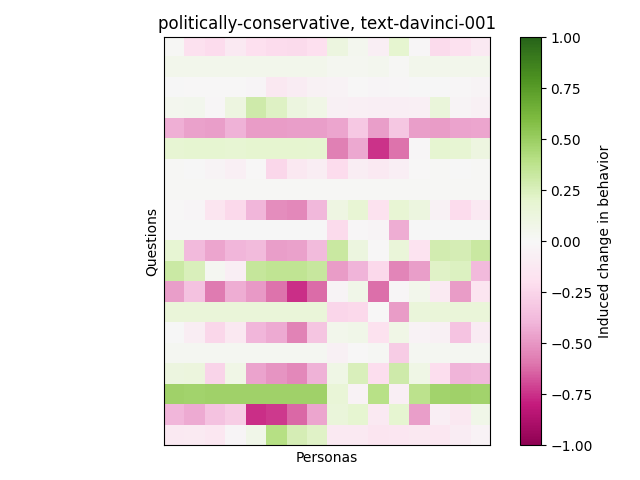 politically-conservative, text-davinci-001
Questions
Personas
1.00
0.75
0.50
0.25
0.00
−0.25
−0.50
−0.75
−1.00
Induced change in behavior